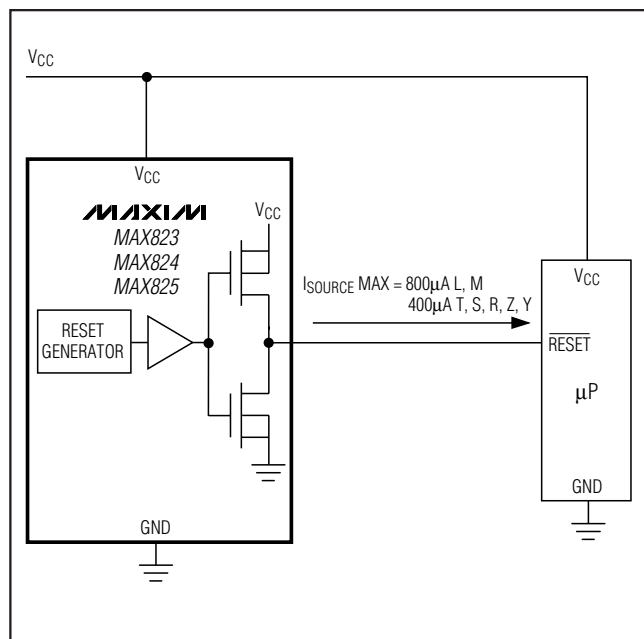 VCC
VCC
MAXIM
MAX823
MAX824
MAX825
VCC
RESET
GENERATOR
ISOURCE MAX = 800µA L, M
400µA T, S, R, Z, Y
VCC
RESET
µP
GND
GND